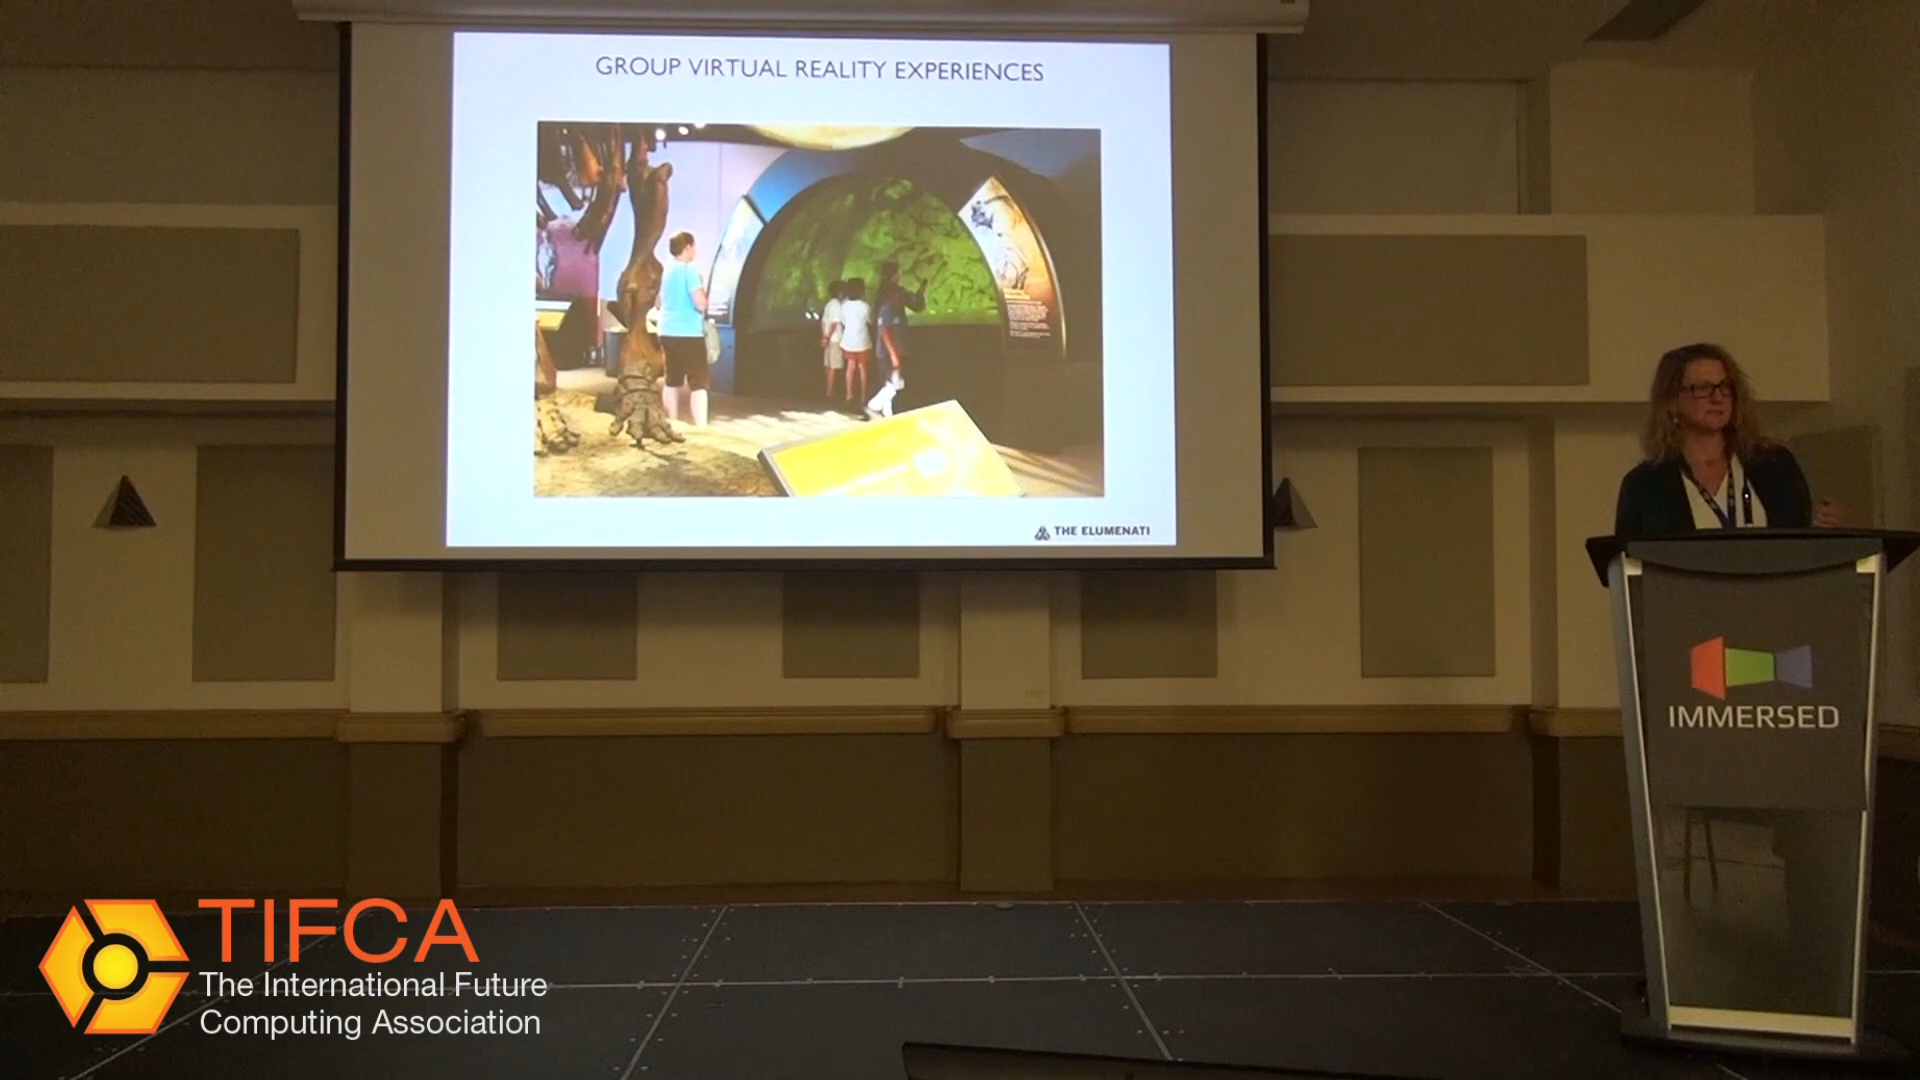 GROUP VIRTUAL REALITY EXPERIENCES
THE ELUMENATI
IMMERSED
TIFCA
The International Future
Computing Association